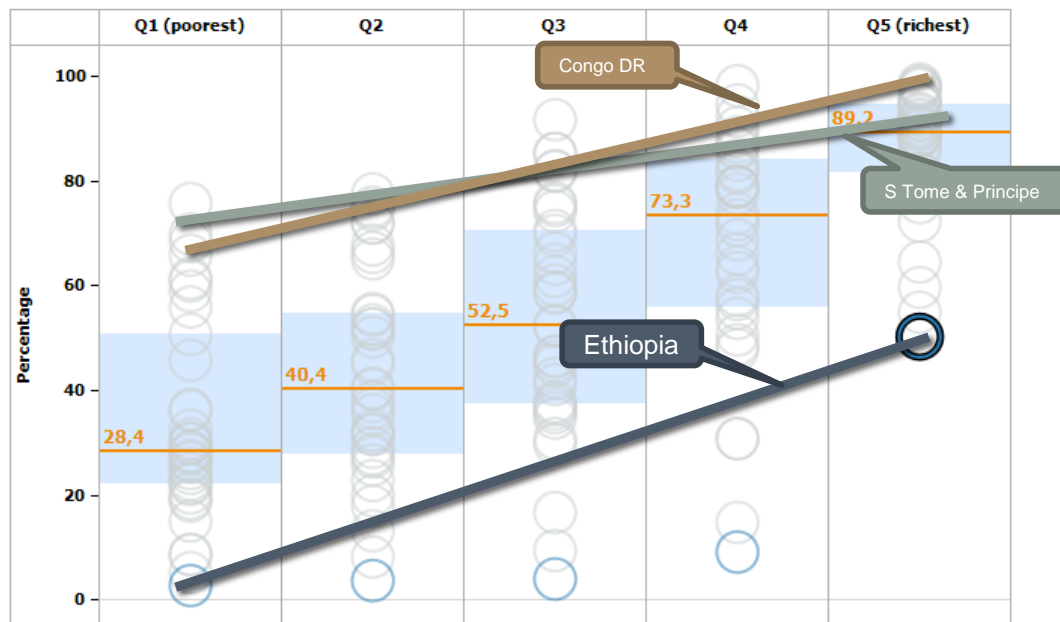 Q1 (poorest)
Q2
Q3
Q4
Q5 (richest)
Percentage
100
80
60
40
20
0
28,4
40,4
52,5
73,3
89,2
Congo DR
S Tome & Principe
Ethiopia